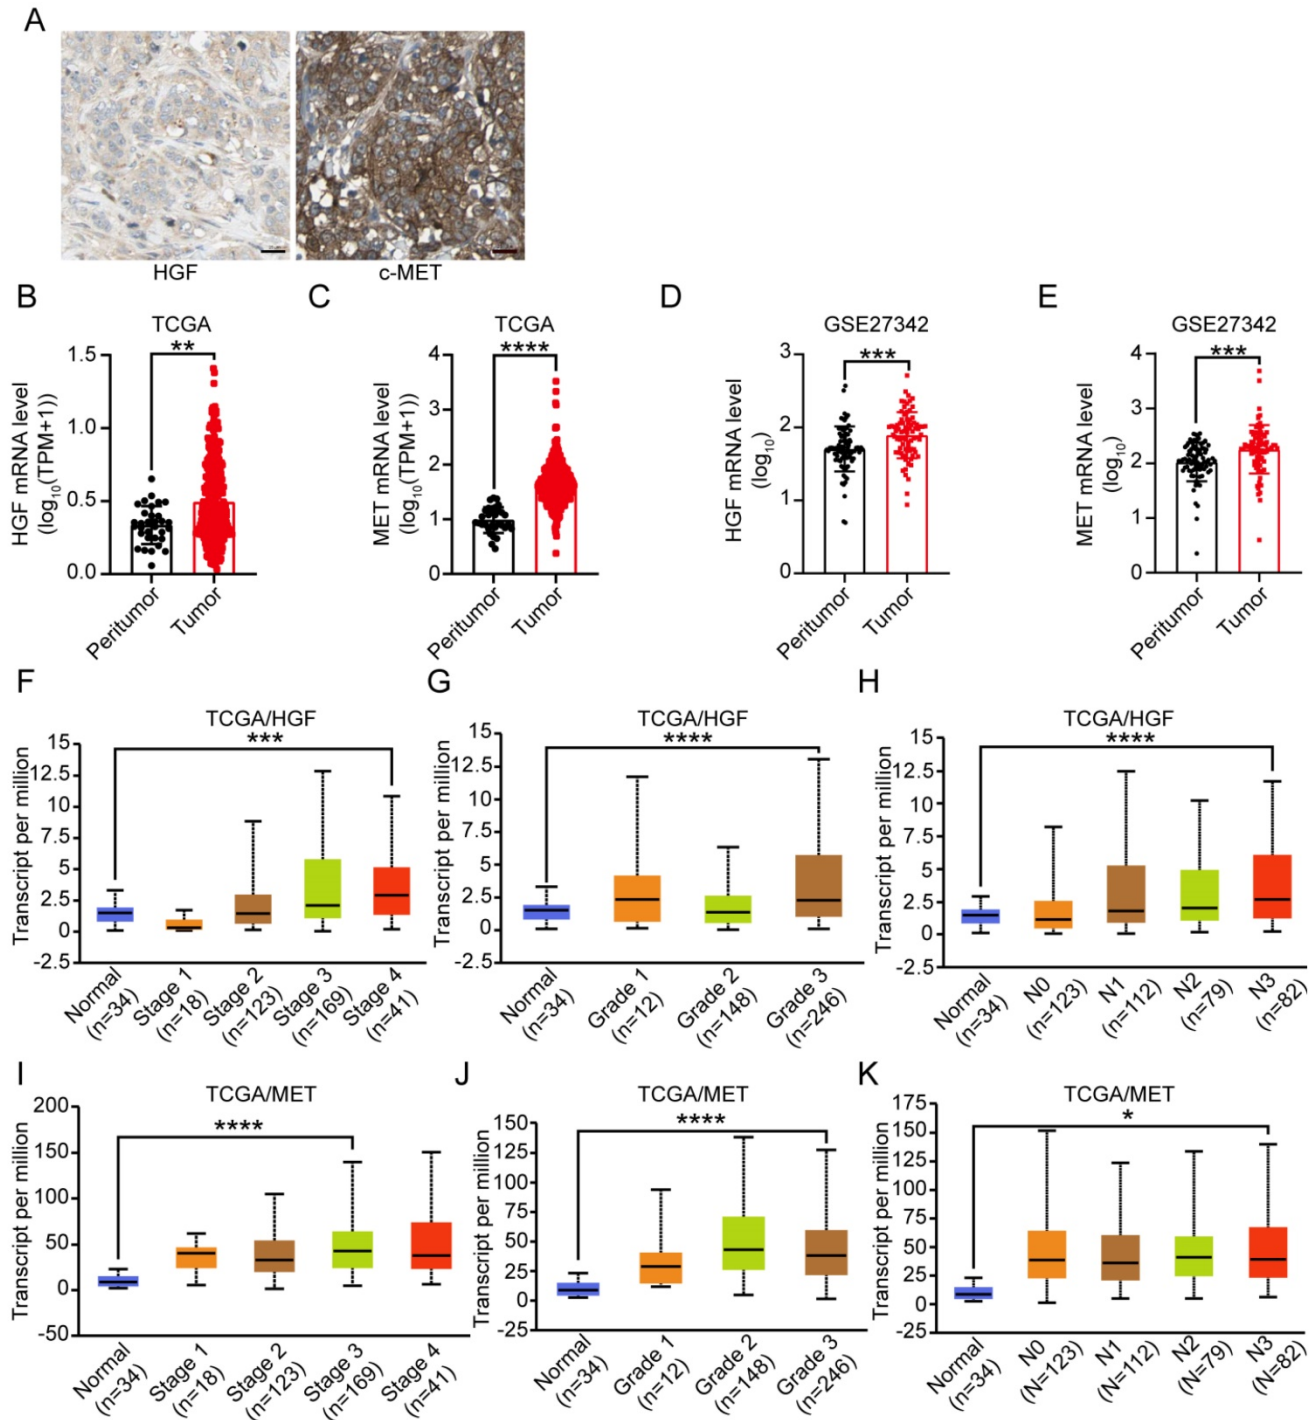 A
HGF
c-MET
B
TCGA
**
HGF mRNA level
(log10(TPM+1))
1.5
1.0
0.5
0.0
Peritumor
Tumor
C
TCGA
****
MET mRNA level
(log10(TPM+1))
4
3
2
1
0
Peritumor
Tumor
D
GSE27342
***
HGF mRNA level
(log10)
3
2
1
0
Peritumor
Tumor
E
GSE27342
***
MET mRNA level
(log10)
4
3
2
1
0
Peritumor
Tumor
F
TCGA/HGF
***
Transcript per million
15
12.5
10
7.5
5
2.5
0
-2.5
Normal
(n=34)
Stage 1
(n=18)
Stage 2
(n=123)
Stage 3
(n=169)
Stage 4
(n=41)
G
TCGA/HGF
****
Transcript per million
15
12.5
10
7.5
5
2.5
0
-2.5
Normal
(n=34)
Grade 1
(n=12)
Grade 2
(n=148)
Grade 3
(n=246)
H
TCGA/HGF
****
Transcript per million
15
12.5
10
7.5
5
2.5
0
-2.5
Normal
(n=34)
N0
(n=123)
N1
(n=112)
N2
(n=79)
N3
(n=82)
I
TCGA/MET
****
Transcript per million
200
150
100
50
0
-50
Normal
(n=34)
Stage 1
(n=18)
Stage 2
(n=123)
Stage 3
(n=169)
Stage 4
(n=41)
J
TCGA/MET
****
Transcript per million
150
125
100
75
50
25
0
-25
Normal
(n=34)
Grade 1
(n=12)
Grade 2
(n=148)
Grade 3
(n=246)
K
TCGA/MET
*
Transcript per million
175
150
125
100
75
50
25
0
-25
Normal
(n=34)
N0
(N=123)
N1
(N=112)
N2
(N=79)
N3
(N=82)